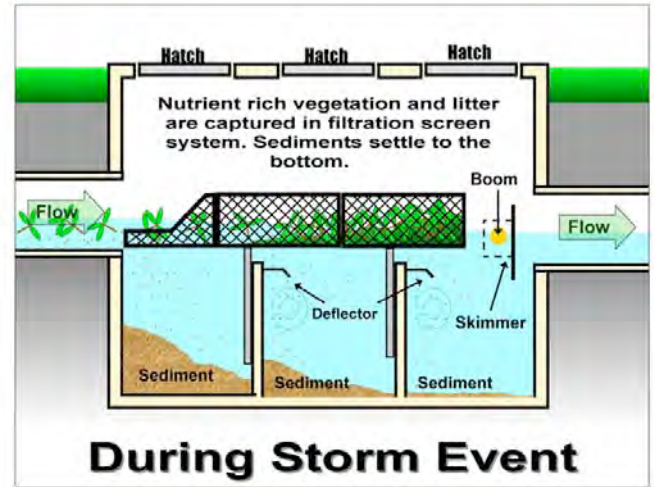 Hatch
Hatch
Hatch
Nutrient rich vegetation and litter
are captured in filtration screen
system. Sediments settle to the
bottom.
Boom
Flow
Flow
Deflector
Skimmer
Sediment
Sediment
Sediment
During Storm Event